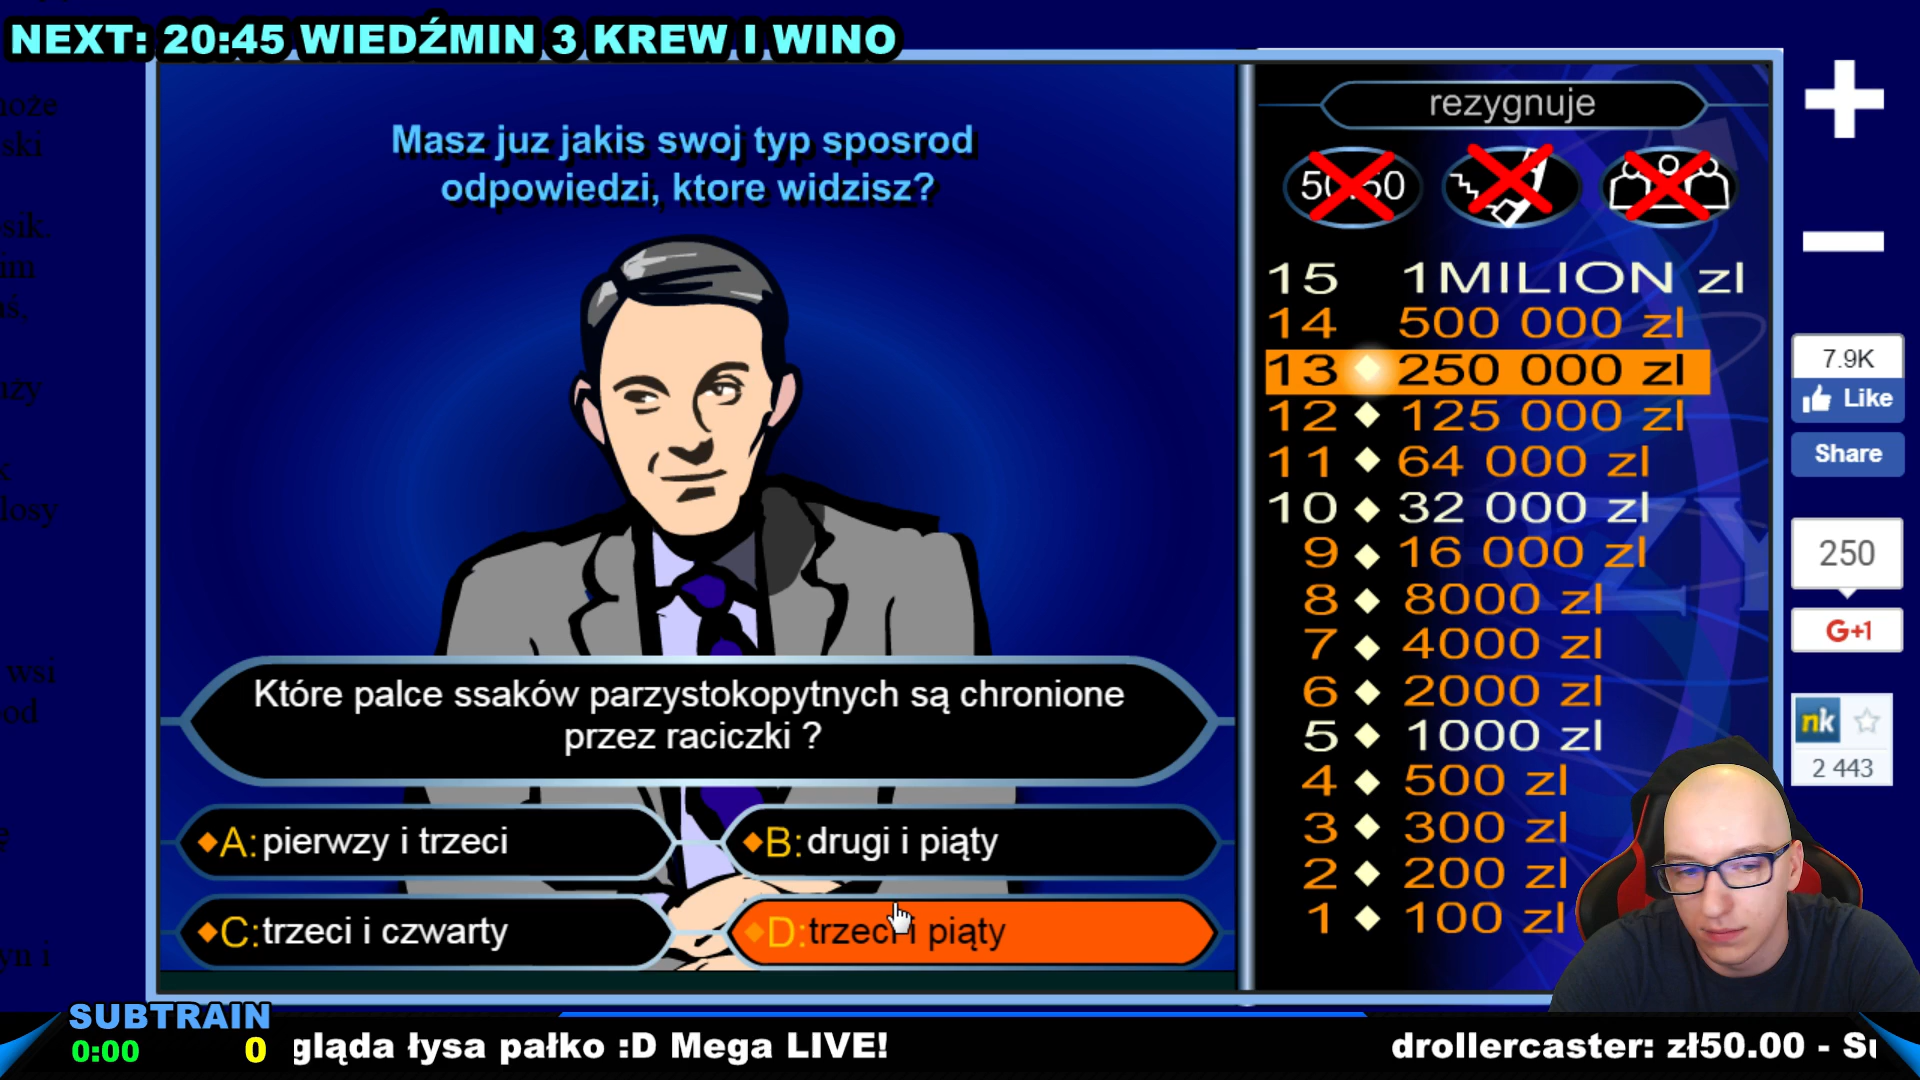 NEXT: 20:45 WIEDŹMIN 3 KREW I WINO
Masz juz jakis swoj typ sposrod
odpowiedzi, ktore widzisz?
Które palce ssaków parzystokopytnych są chronione
przez raciczki ?
A: pierwzy i trzeci
B: drugi i piąty
C: trzeci i czwarty
D: trzeci i piąty
rezygnuje
50:50
15 1MILION zl
14 500 000 zl
13 250 000 zl
12 125 000 zl
11 64 000 zl
10 32 000 zl
9 16 000 zl
8 8000 zl
7 4000 zl
6 2000 zl
5 1000 zl
4 500 zl
3 300 zl
2 200 zl
1 100 zl
7.9K
Like
Share
250
G+1
nk
2 443
wsi
SUBTRAIN
0:00 0
gląda łysa pałko :D Mega LIVE!
drollercaster: zł50.00 -